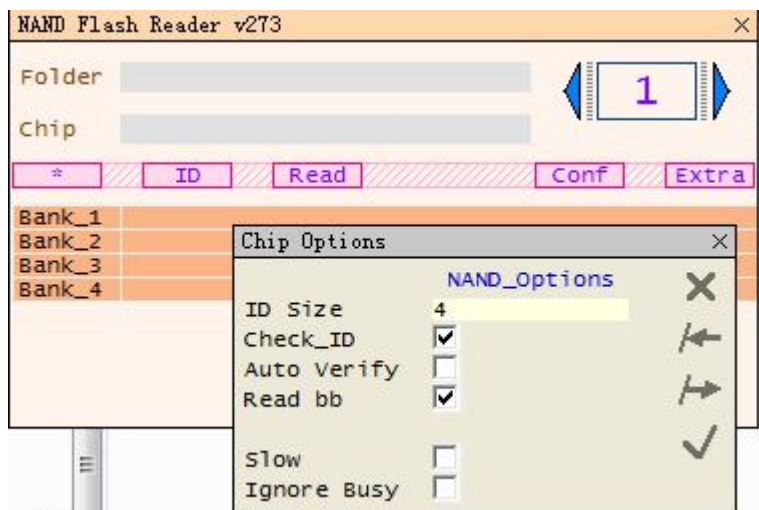 NAND Flash Reader v273
Folder
1
Chip
* ID Read Conf Extra
Bank_1
Bank_2
Bank_3
Bank_4
Chip Options
NAND_Options
ID Size 4
Check_ID
Auto Verify
Read bb
Slow
Ignore Busy